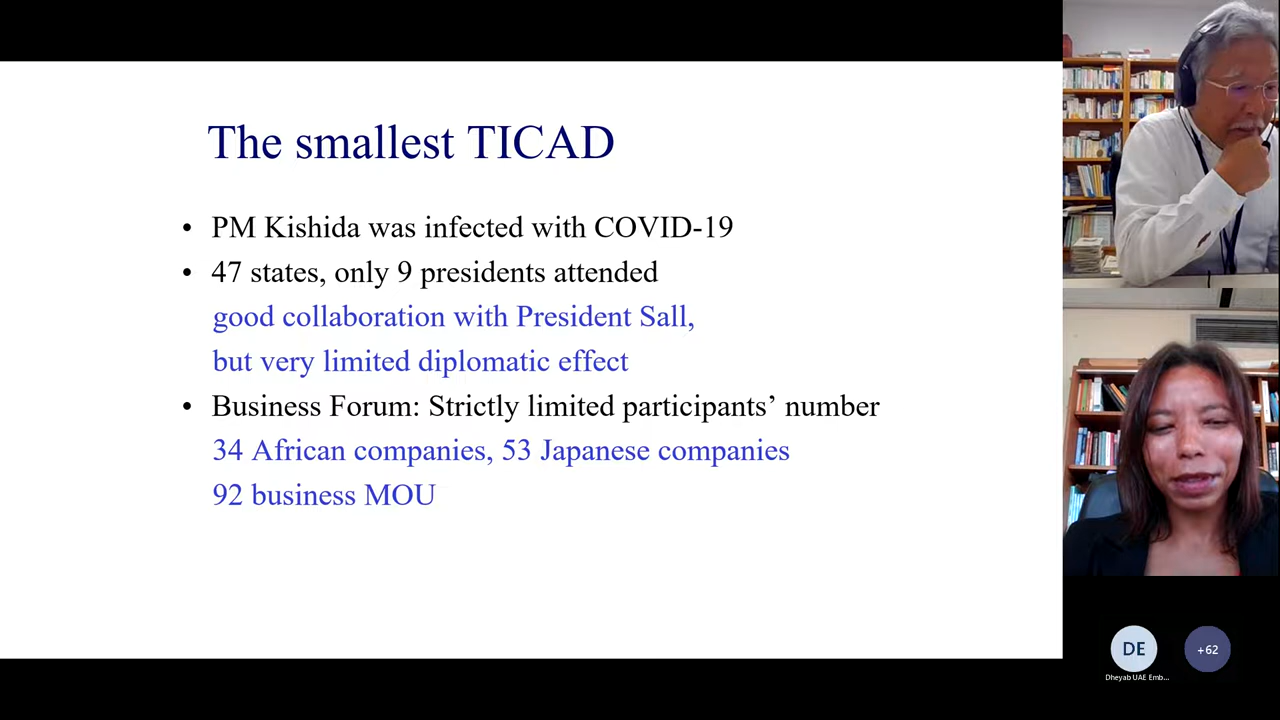 The smallest TICAD
• PM Kishida was infected with COVID-19
• 47 states, only 9 presidents attended
good collaboration with President Sall,
but very limited diplomatic effect
• Business Forum: Strictly limited participants’ number
34 African companies, 53 Japanese companies
92 business MOU
DE
+62
Dheyab UAE Emb...